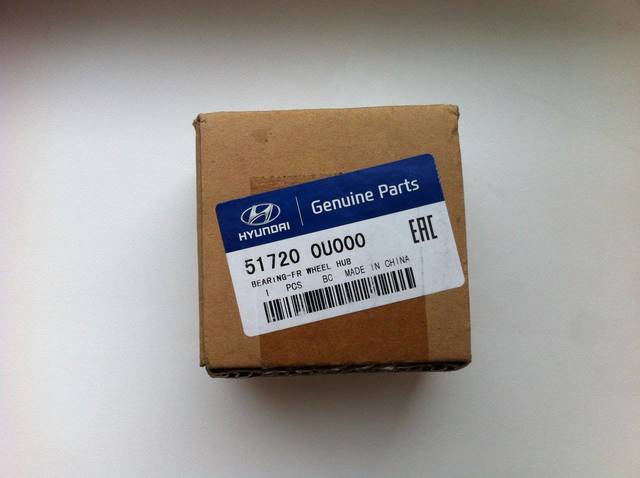 HYUNDAI
Genuine Parts
51720 0U000
EAC
BEARING-FR WHEEL HUB
1 PCS BC MADE IN CHINA